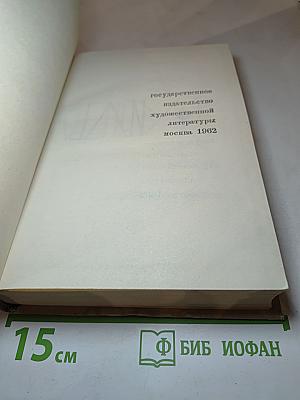 государственное
издательство
художественной
литературы
москва 1962
15 см
Ф БИБ ИОФАН